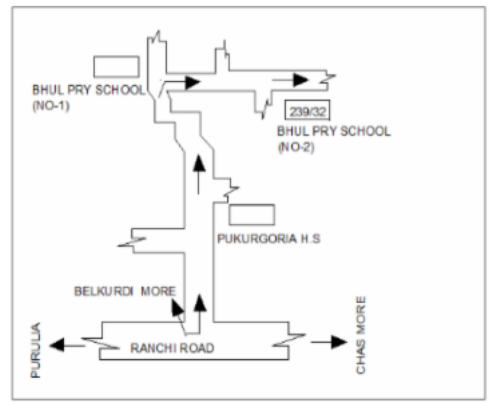 BHUL PRY SCHOOL
(NO-1)
239/32
BHUL PRY SCHOOL
(NO-2)
PUKURGORIA H.S
BELKURDI MORE
RANCHI ROAD
PURULIA
CHAS MORE